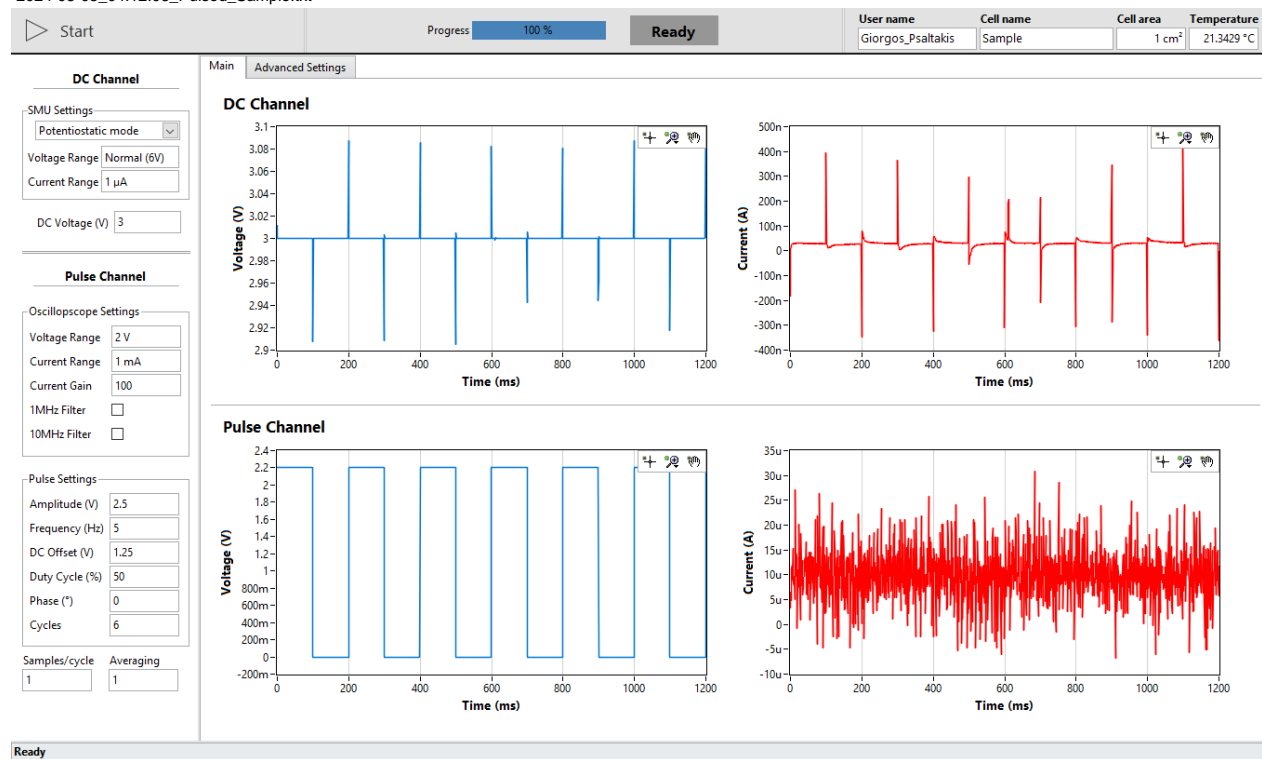 Start
Progress 100 % Ready
User name Cell name Cell area Temperature
Giorgos_Psaltakis Sample 1 cm² 21.3429 °C
DC Channel
SMU Settings
Potentiostatic mode
Voltage Range Normal (6V)
Current Range 1 µA
DC Voltage (V) 3
Pulse Channel
Oscillopscope Settings
Voltage Range 2 V
Current Range 1 mA
Current Gain 100
1MHz Filter
10MHz Filter
Pulse Settings
Amplitude (V) 2.5
Frequency (Hz) 5
DC Offset (V) 1.25
Duty Cycle (%) 50
Phase (°) 0
Cycles 6
Samples/cycle Averaging
1 1
Main Advanced Settings
DC Channel
Voltage (V)
3.1
3.08
3.06
3.04
3.02
3
2.98
2.96
2.94
2.92
2.9
0 200 400 600 800 1000 1200
Time (ms)
Current (A)
500n
400n
300n
200n
100n
0
-100n
-200n
-300n
-400n
0 200 400 600 800 1000 1200
Time (ms)
Pulse Channel
Voltage (V)
2.4
2.2
2
1.8
1.6
1.4
1.2
1
800m
600m
400m
200m
0
-200m
0 200 400 600 800 1000 1200
Time (ms)
Current (A)
35u
30u
25u
20u
15u
10u
5u
0
-5u
-10u
0 200 400 600 800 1000 1200
Time (ms)
Ready